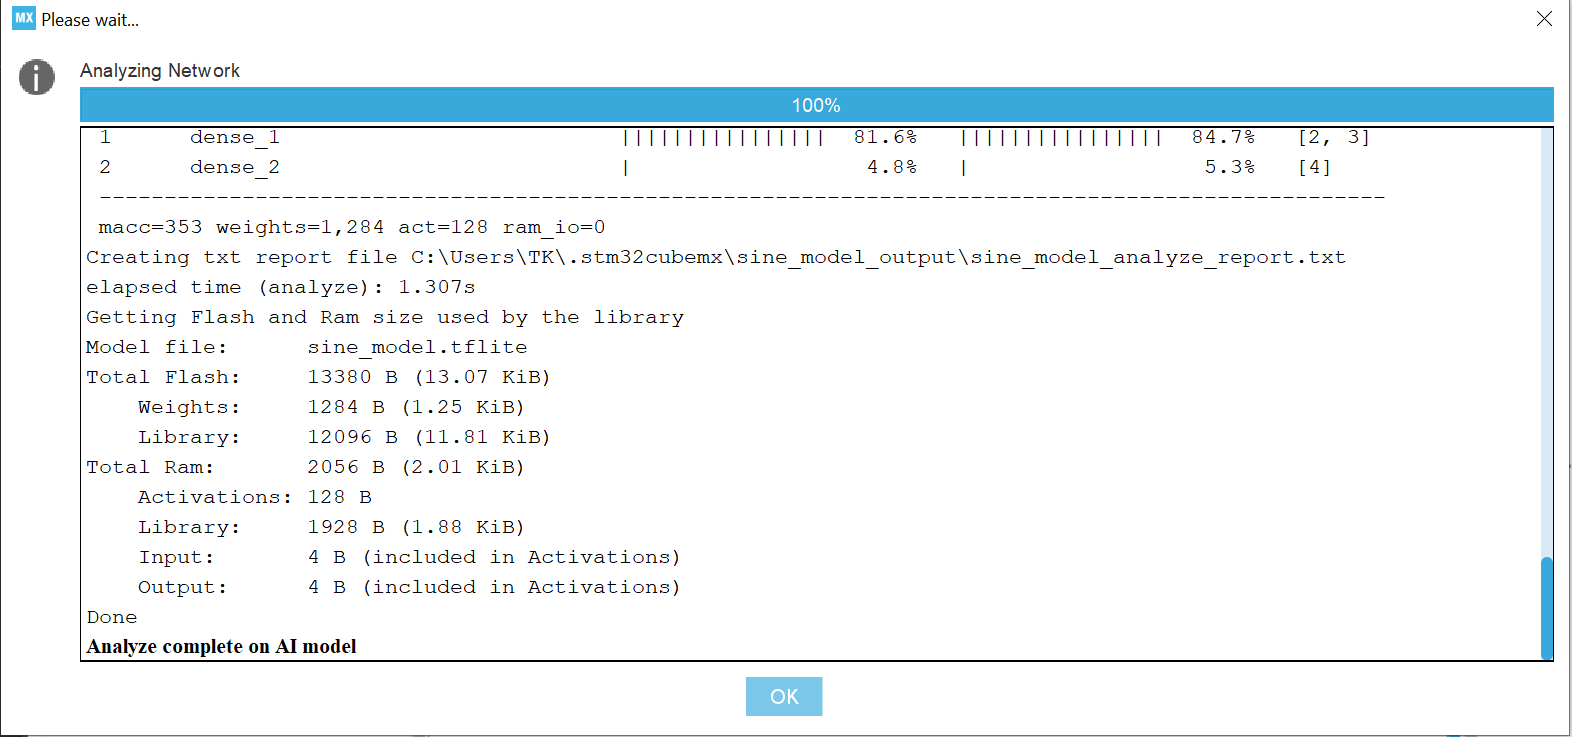 MX Please wait...
Analyzing Network
100%
1 dense_1 |||||||||||||||| 81.6% |||||||||||||||| 84.7% [2, 3]
2 dense_2 | 4.8% | 5.3% [4]
---------------------------------------------------------------------------------------------------
macc=353 weights=1,284 act=128 ram_io=0
Creating txt report file C:\Users\TK\.stm32cubemx\sine_model_output\sine_model_analyze_report.txt
elapsed time (analyze): 1.307s
Getting Flash and Ram size used by the library
Model file: sine_model.tflite
Total Flash: 13380 B (13.07 KiB)
Weights: 1284 B (1.25 KiB)
Library: 12096 B (11.81 KiB)
Total Ram: 2056 B (2.01 KiB)
Activations: 128 B
Library: 1928 B (1.88 KiB)
Input: 4 B (included in Activations)
Output: 4 B (included in Activations)
Done
Analyze complete on AI model
OK